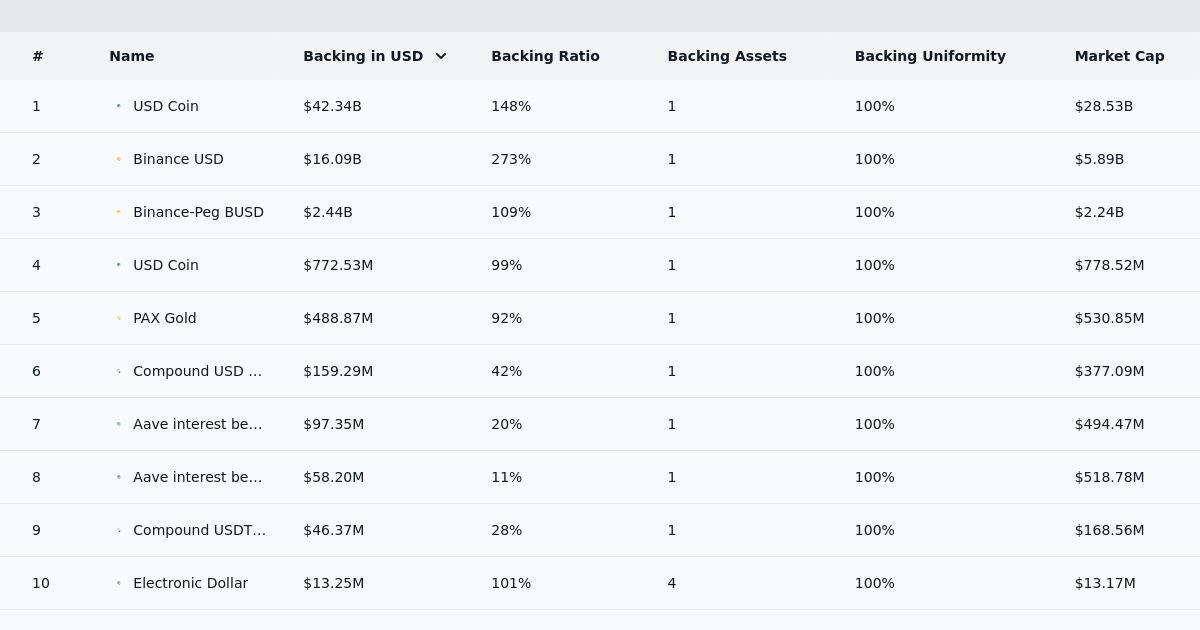 # Name Backing in USD Backing Ratio Backing Assets Backing Uniformity Market Cap
1 USD Coin $42.34B 148% 1 100% $28.53B
2 Binance USD $16.09B 273% 1 100% $5.89B
3 Binance-Peg BUSD $2.44B 109% 1 100% $2.24B
4 USD Coin $772.53M 99% 1 100% $778.52M
5 PAX Gold $488.87M 92% 1 100% $530.85M
6 Compound USD … $159.29M 42% 1 100% $377.09M
7 Aave interest be… $97.35M 20% 1 100% $494.47M
8 Aave interest be… $58.20M 11% 1 100% $518.78M
9 Compound USDT… $46.37M 28% 1 100% $168.56M
10 Electronic Dollar $13.25M 101% 4 100% $13.17M